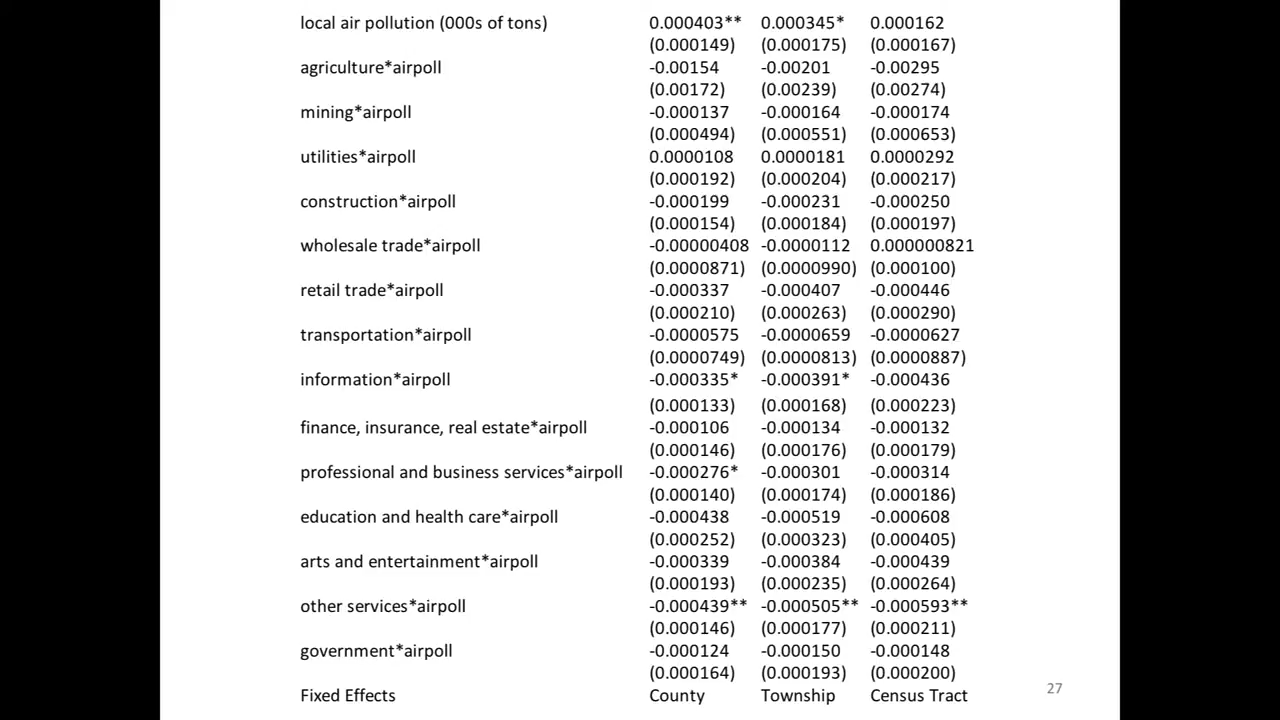 local air pollution (000s of tons) 0.000403** 0.000345* 0.000162
(0.000149) (0.000175) (0.000167)
agriculture*airpoll -0.00154 -0.00201 -0.00295
(0.00172) (0.00239) (0.00274)
mining*airpoll -0.000137 -0.000164 -0.000174
(0.000494) (0.000551) (0.000653)
utilities*airpoll 0.0000108 0.0000181 0.0000292
(0.000192) (0.000204) (0.000217)
construction*airpoll -0.000199 -0.000231 -0.000250
(0.000154) (0.000184) (0.000197)
wholesale trade*airpoll -0.00000408 -0.0000112 0.000000821
(0.0000871) (0.0000990) (0.000100)
retail trade*airpoll -0.000337 -0.000407 -0.000446
(0.000210) (0.000263) (0.000290)
transportation*airpoll -0.0000575 -0.0000659 -0.0000627
(0.0000749) (0.0000813) (0.0000887)
information*airpoll -0.000335* -0.000391* -0.000436
(0.000133) (0.000168) (0.000223)
finance, insurance, real estate*airpoll -0.000106 -0.000134 -0.000132
(0.000146) (0.000176) (0.000179)
professional and business services*airpoll -0.000276* -0.000301 -0.000314
(0.000140) (0.000174) (0.000186)
education and health care*airpoll -0.000438 -0.000519 -0.000608
(0.000252) (0.000323) (0.000405)
arts and entertainment*airpoll -0.000339 -0.000384 -0.000439
(0.000193) (0.000235) (0.000264)
other services*airpoll -0.000439** -0.000505** -0.000593**
(0.000146) (0.000177) (0.000211)
government*airpoll -0.000124 -0.000150 -0.000148
(0.000164) (0.000193) (0.000200)
Fixed Effects County Township Census Tract
27